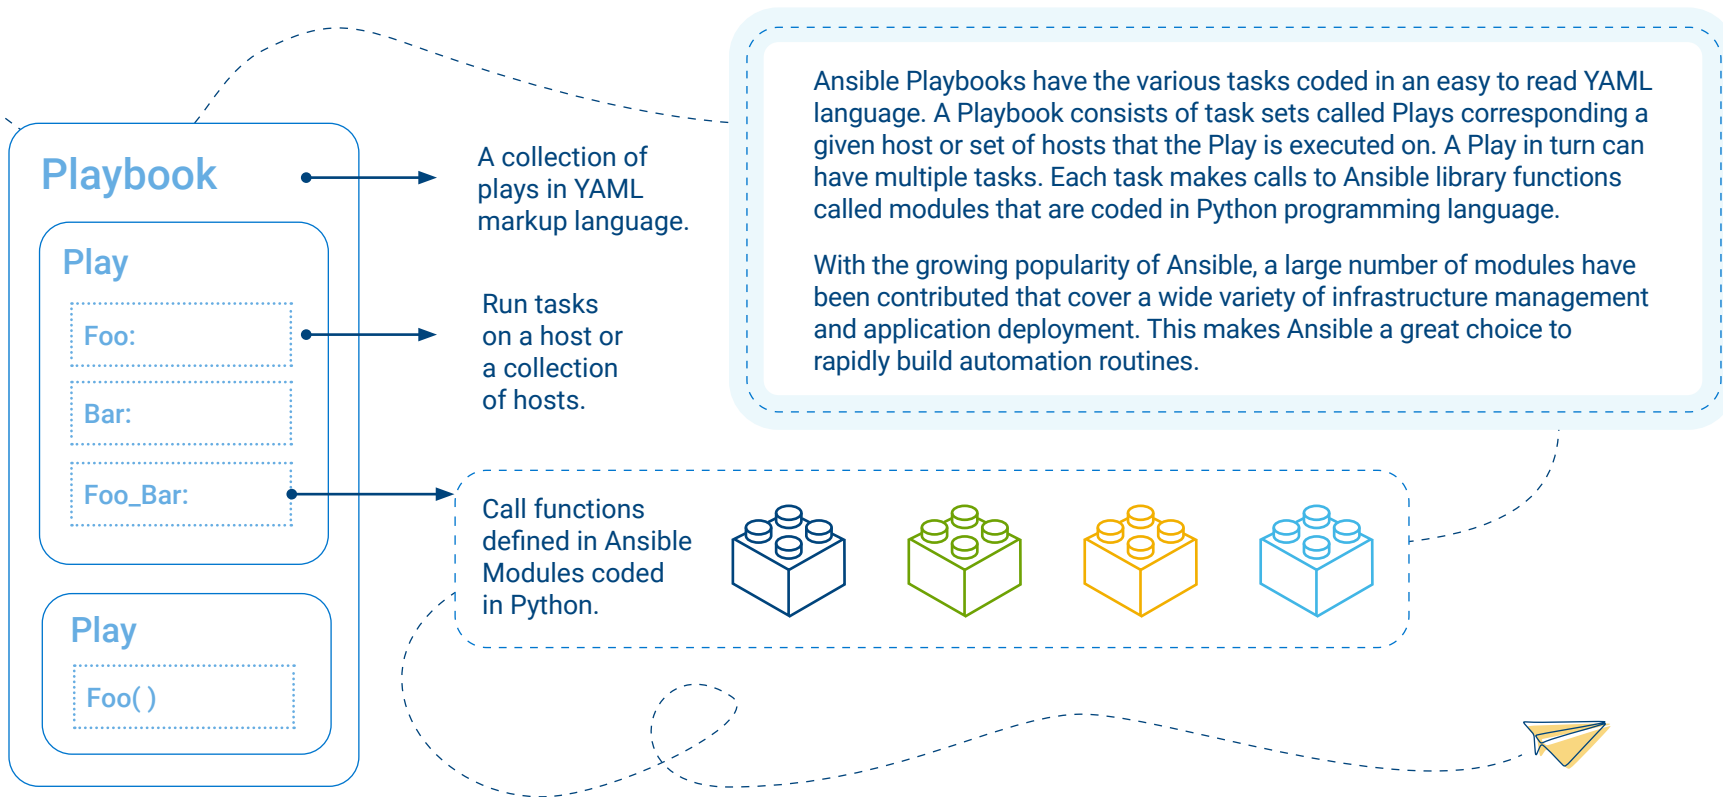 Playbook
Play
Foo:
Bar:
Foo_Bar:
Play
Foo( )
A collection of
plays in YAML
markup language.
Run tasks
on a host or
a collection
of hosts.
Call functions
defined in Ansible
Modules coded
in Python.
Ansible Playbooks have the various tasks coded in an easy to read YAML
language. A Playbook consists of task sets called Plays corresponding a
given host or set of hosts that the Play is executed on. A Play in turn can
have multiple tasks. Each task makes calls to Ansible library functions
called modules that are coded in Python programming language.
With the growing popularity of Ansible, a large number of modules have
been contributed that cover a wide variety of infrastructure management
and application deployment. This makes Ansible a great choice to
rapidly build automation routines.